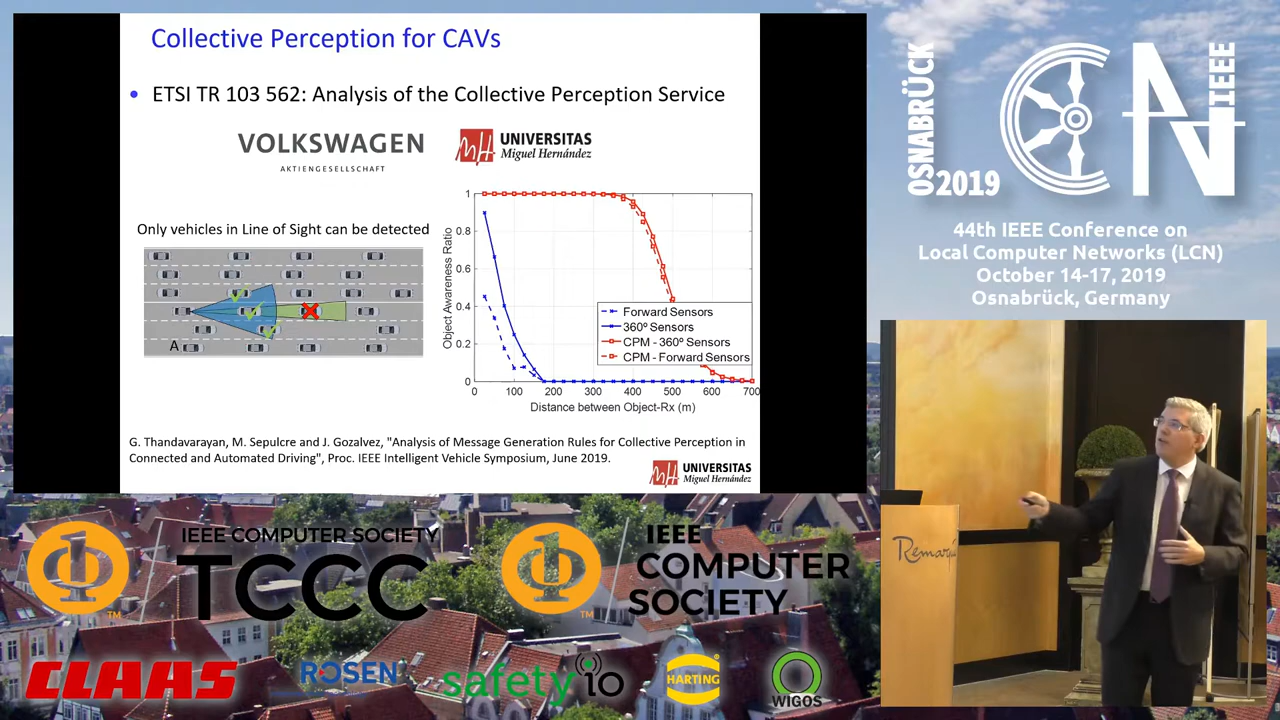 Collective Perception for CAVs
• ETSI TR 103 562: Analysis of the Collective Perception Service
VOLKSWAGEN
AKTIENGESELLSCHAFT
UNIVERSITAS
Miguel Hernández
Only vehicles in Line of Sight can be detected
A
Object Awareness Ratio
1
0.8
0.6
0.4
0.2
0
0 100 200 300 400 500 600 700
Distance between Object-Rx (m)
Forward Sensors
360º Sensors
CPM - 360º Sensors
CPM - Forward Sensors
G. Thandavarayan, M. Sepulcre and J. Gozalvez, "Analysis of Message Generation Rules for Collective Perception in
Connected and Automated Driving", Proc. IEEE Intelligent Vehicle Symposium, June 2019.
UNIVERSITAS
Miguel Hernández
OSNABRÜCK
2019
CN
IEEE
44th IEEE Conference on
Local Computer Networks (LCN)
October 14-17, 2019
Osnabrück, Germany
IEEE COMPUTER SOCIETY
TCCC
TM
IEEE
COMPUTER
SOCIETY
TM
CLAAS
ROSEN
safety io
HARTING
WIGOS